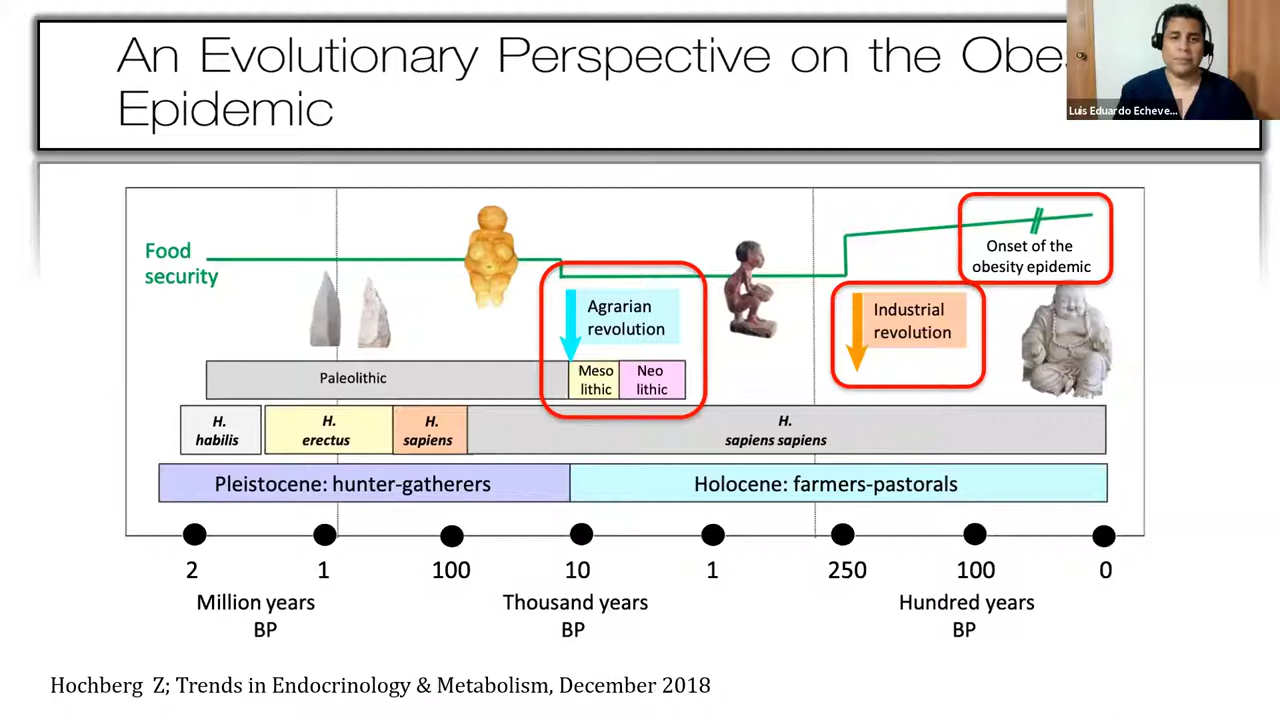 An Evolutionary Perspective on the Obes
Epidemic
Luis Eduardo Echeve...
Food
security
Onset of the
obesity epidemic
Agrarian
revolution
Industrial
revolution
Paleolithic
Meso
lithic
Neo
lithic
H.
habilis
H.
erectus
H.
sapiens
H.
sapiens sapiens
Pleistocene: hunter-gatherers
Holocene: farmers-pastorals
2 1 100 10 1 250 100 0
Million years
BP
Thousand years
BP
Hundred years
BP
Hochberg Z; Trends in Endocrinology & Metabolism, December 2018